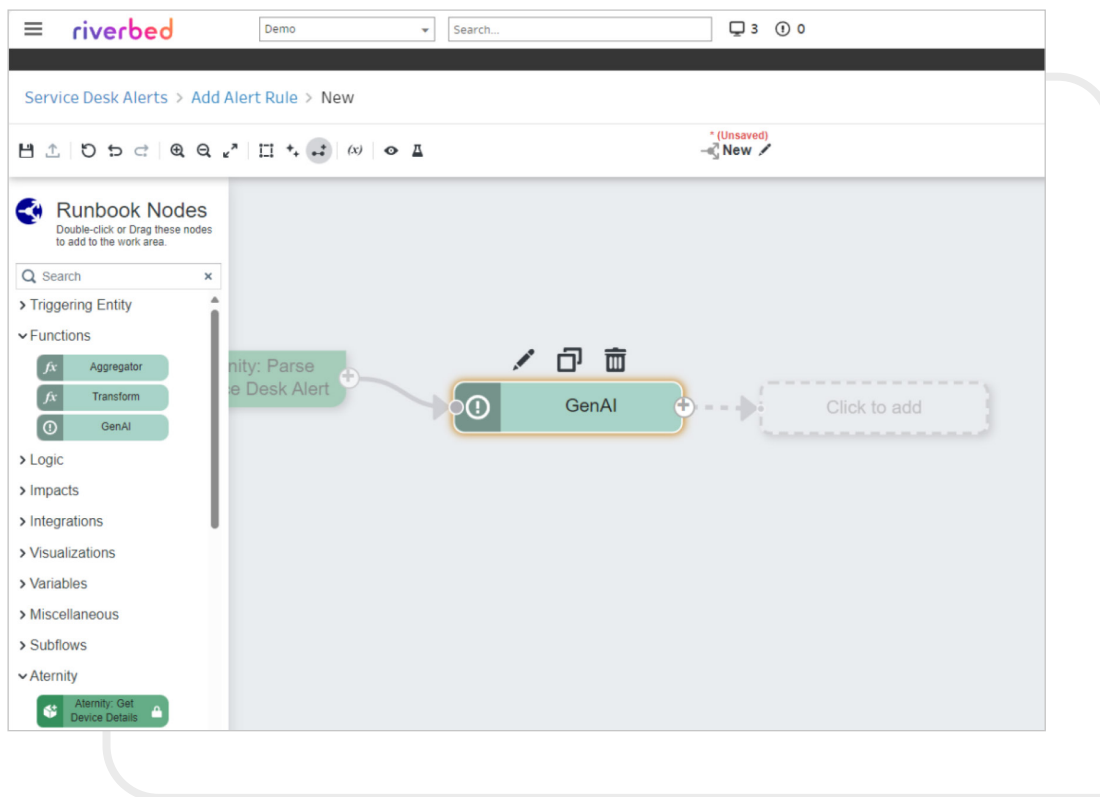 riverbed
Demo
Search...
3
0
Service Desk Alerts > Add Alert Rule > New
(x)
* (Unsaved)
New
Runbook Nodes
Double-click or Drag these nodes
to add to the work area.
Search ×
> Triggering Entity
Functions
fx Aggregator
fx Transform
GenAI
> Logic
> Impacts
> Integrations
> Visualizations
> Variables
> Miscellaneous
> Subflows
Aternity
Aternity: Get
Device Details
nity: Parse
e Desk Alert
GenAI
Click to add